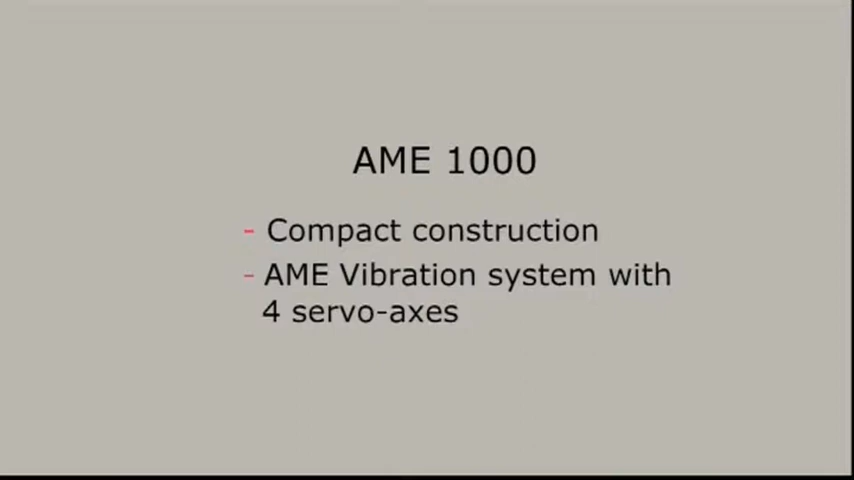 AME 1000
- Compact construction
- AME Vibration system with
4 servo-axes